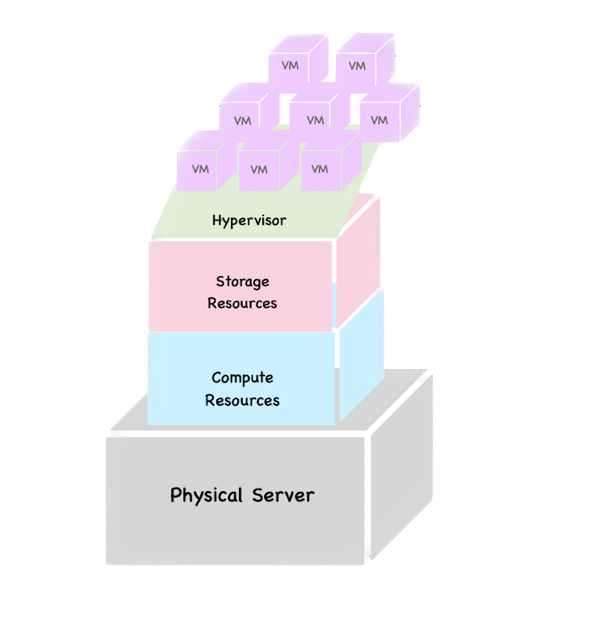 VM
VM
VM
VM
VM
VM
VM
VM
Hypervisor
Storage
Resources
Compute
Resources
Physical Server